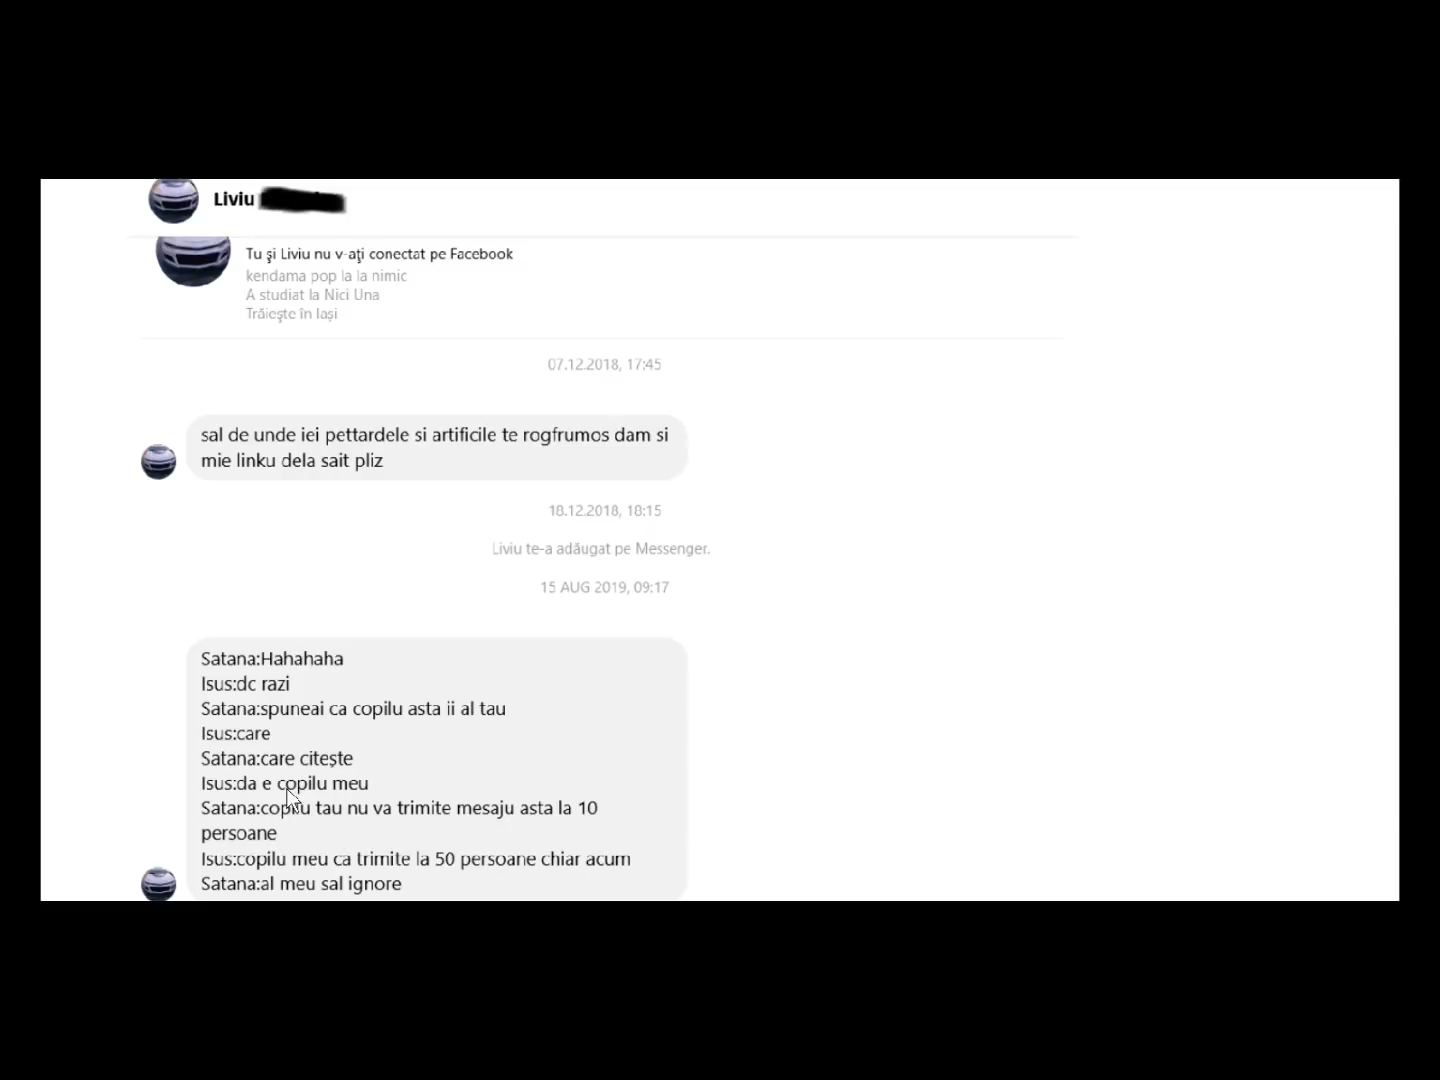 Liviu
Tu şi Liviu nu v-aţi conectat pe Facebook
kendama pop la la nimic
A studiat la Nici Una
Trăieşte în Iași
07.12.2018, 17:45
sal de unde iei pettardele si artificile te rogfrumos dam si
mie linku dela sait pliz
18.12.2018, 18:15
Liviu te-a adăugat pe Messenger.
15 AUG 2019, 09:17
Satana:Hahahaha
Isus:dc razi
Satana:spuneai ca copilu asta ii al tau
Isus:care
Satana:care citește
Isus:da e copilu meu
Satana:copilu tau nu va trimite mesaju asta la 10
persoane
Isus:copilu meu ca trimite la 50 persoane chiar acum
Satana:al meu sal ignore